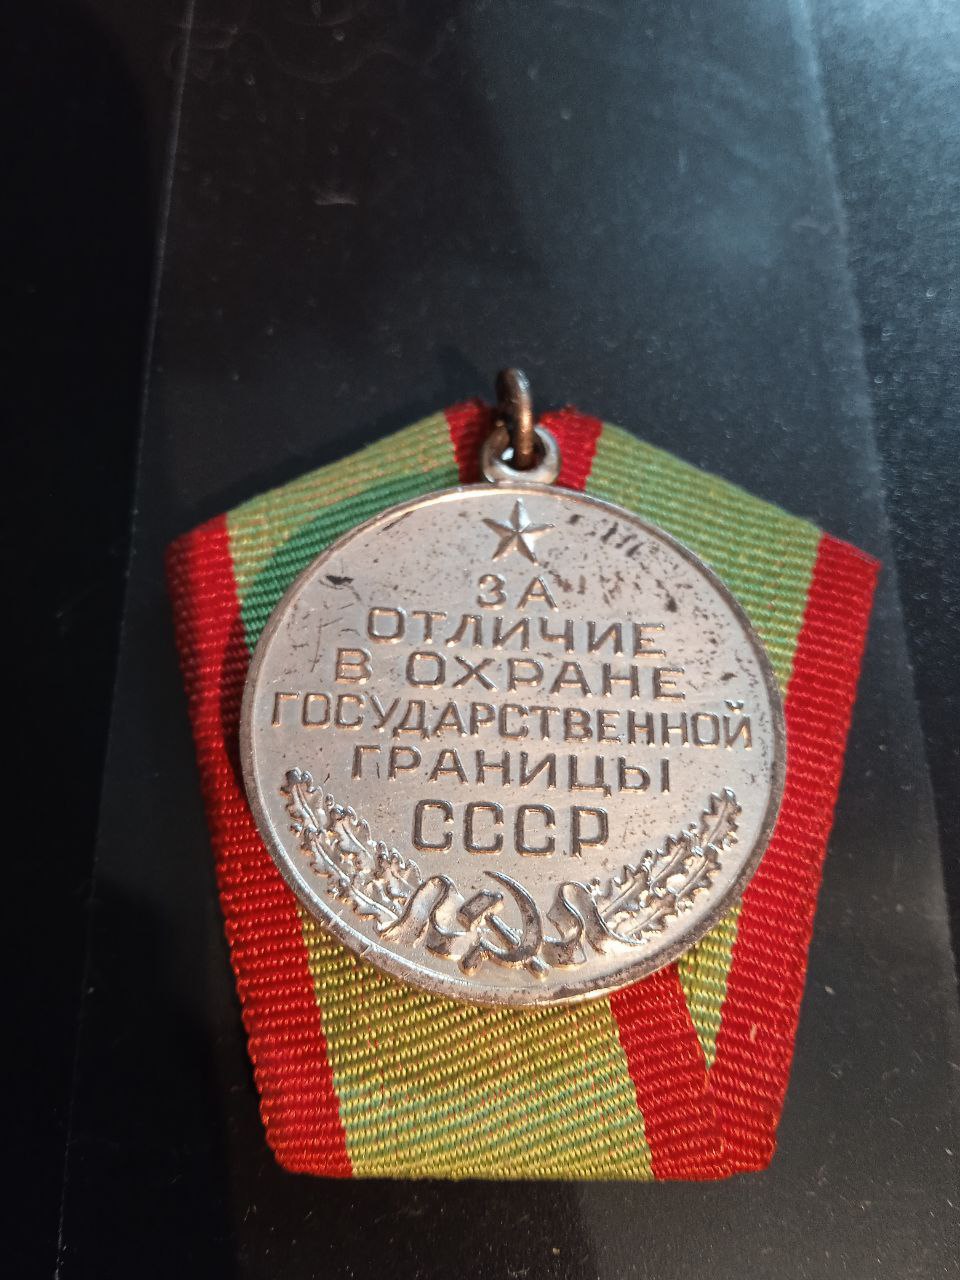 ЗА
ОТЛИЧИЕ
В ОХРАНЕ
ГОСУДАРСТВЕННОЙ
ГРАНИЦЫ
СССР